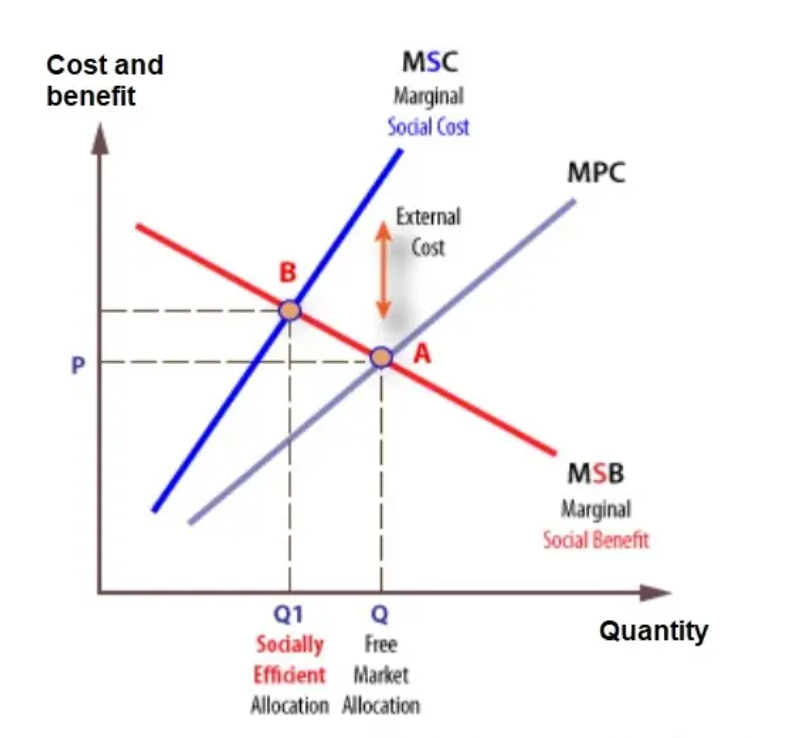 Cost and
benefit
MSC
Marginal
Social Cost
MPC
External
Cost
B
A
P
MSB
Marginal
Social Benefit
Q1
Socially
Efficient
Allocation
Q
Free
Market
Allocation
Quantity